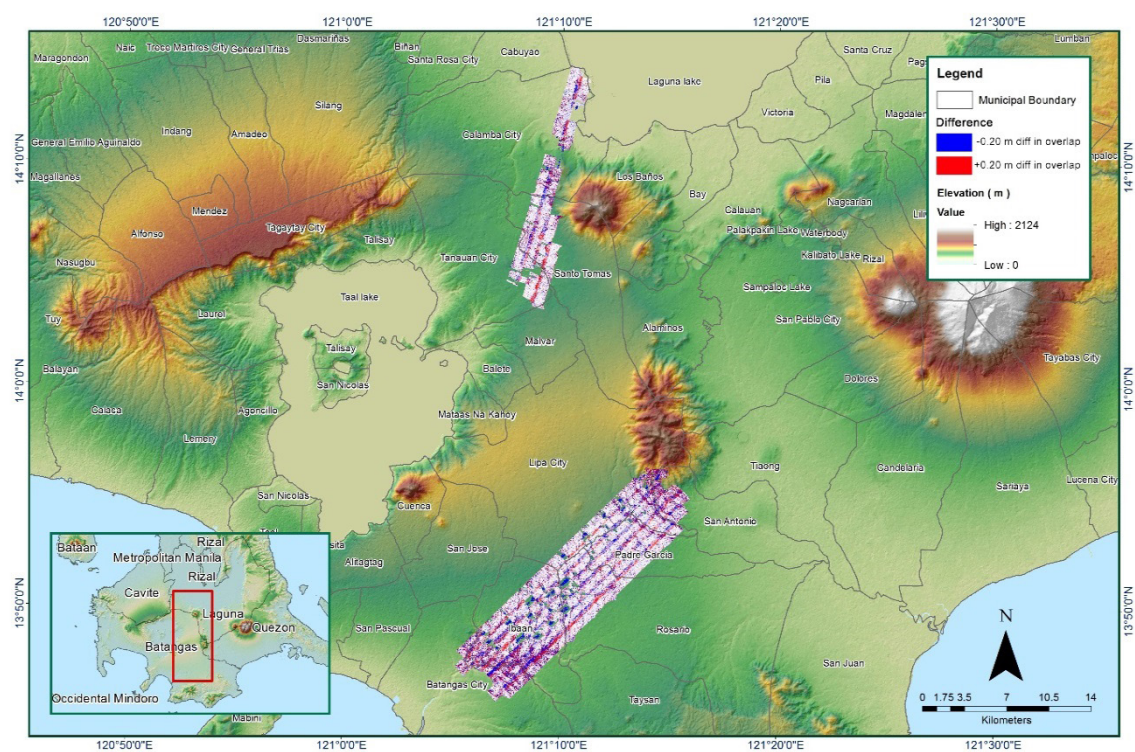 120°50'0"E
121°0'0"E
121°10'0"E
121°20'0"E
121°30'0"E
Naic
Trece Martires City
General Trias
Dasmariñas
Biñan
Santa Rosa City
Cabuyao
Laguna lake
Santa Cruz
Lumban
Maragondon
Pila
Victoria
Silang
Indang
Amadeo
General Emilio Aguinaldo
Calamba City
14°10'0"N
14°10'0"N
Magallanes
Mendez
Los Baños
Bay
Calauan
Nagcarlan
Alfonso
Tagaytay City
Talisay
Palakpakin Lake
Waterbody
Nasugbu
Tanauan City
Santo Tomas
Kalibato Lake
Rizal
Sampaloc Lake
Laurel
Taal lake
Tuy
San Pablo City
Talisay
Alaminos
Malvar
Tayabas City
Balayan
San Nicolas
Balete
Dolores
14°0'0"N
14°0'0"N
Calaca
Agoncillo
Mataas Na Kahoy
Lemery
Lipa City
Tiaong
Candelaria
Lucena City
Sariaya
San Nicolas
Cuenca
San Antonio
Alitagtag
San Jose
Padre Garcia
13°50'0"N
13°50'0"N
San Pascual
Ibaan
Rosario
San Juan
Batangas City
Taysan
Mabini
Legend
Municipal Boundary
Difference
-0.20 m diff in overlap
+0.20 m diff in overlap
Elevation ( m )
Value
High : 2124
Low : 0
Bataan
Rizal
Metropolitan Manila
Rizal
Cavite
Laguna
Quezon
Batangas
Occidental Mindoro
N
0 1.75 3.5 7 10.5 14
Kilometers
120°50'0"E
121°0'0"E
121°10'0"E
121°20'0"E
121°30'0"E